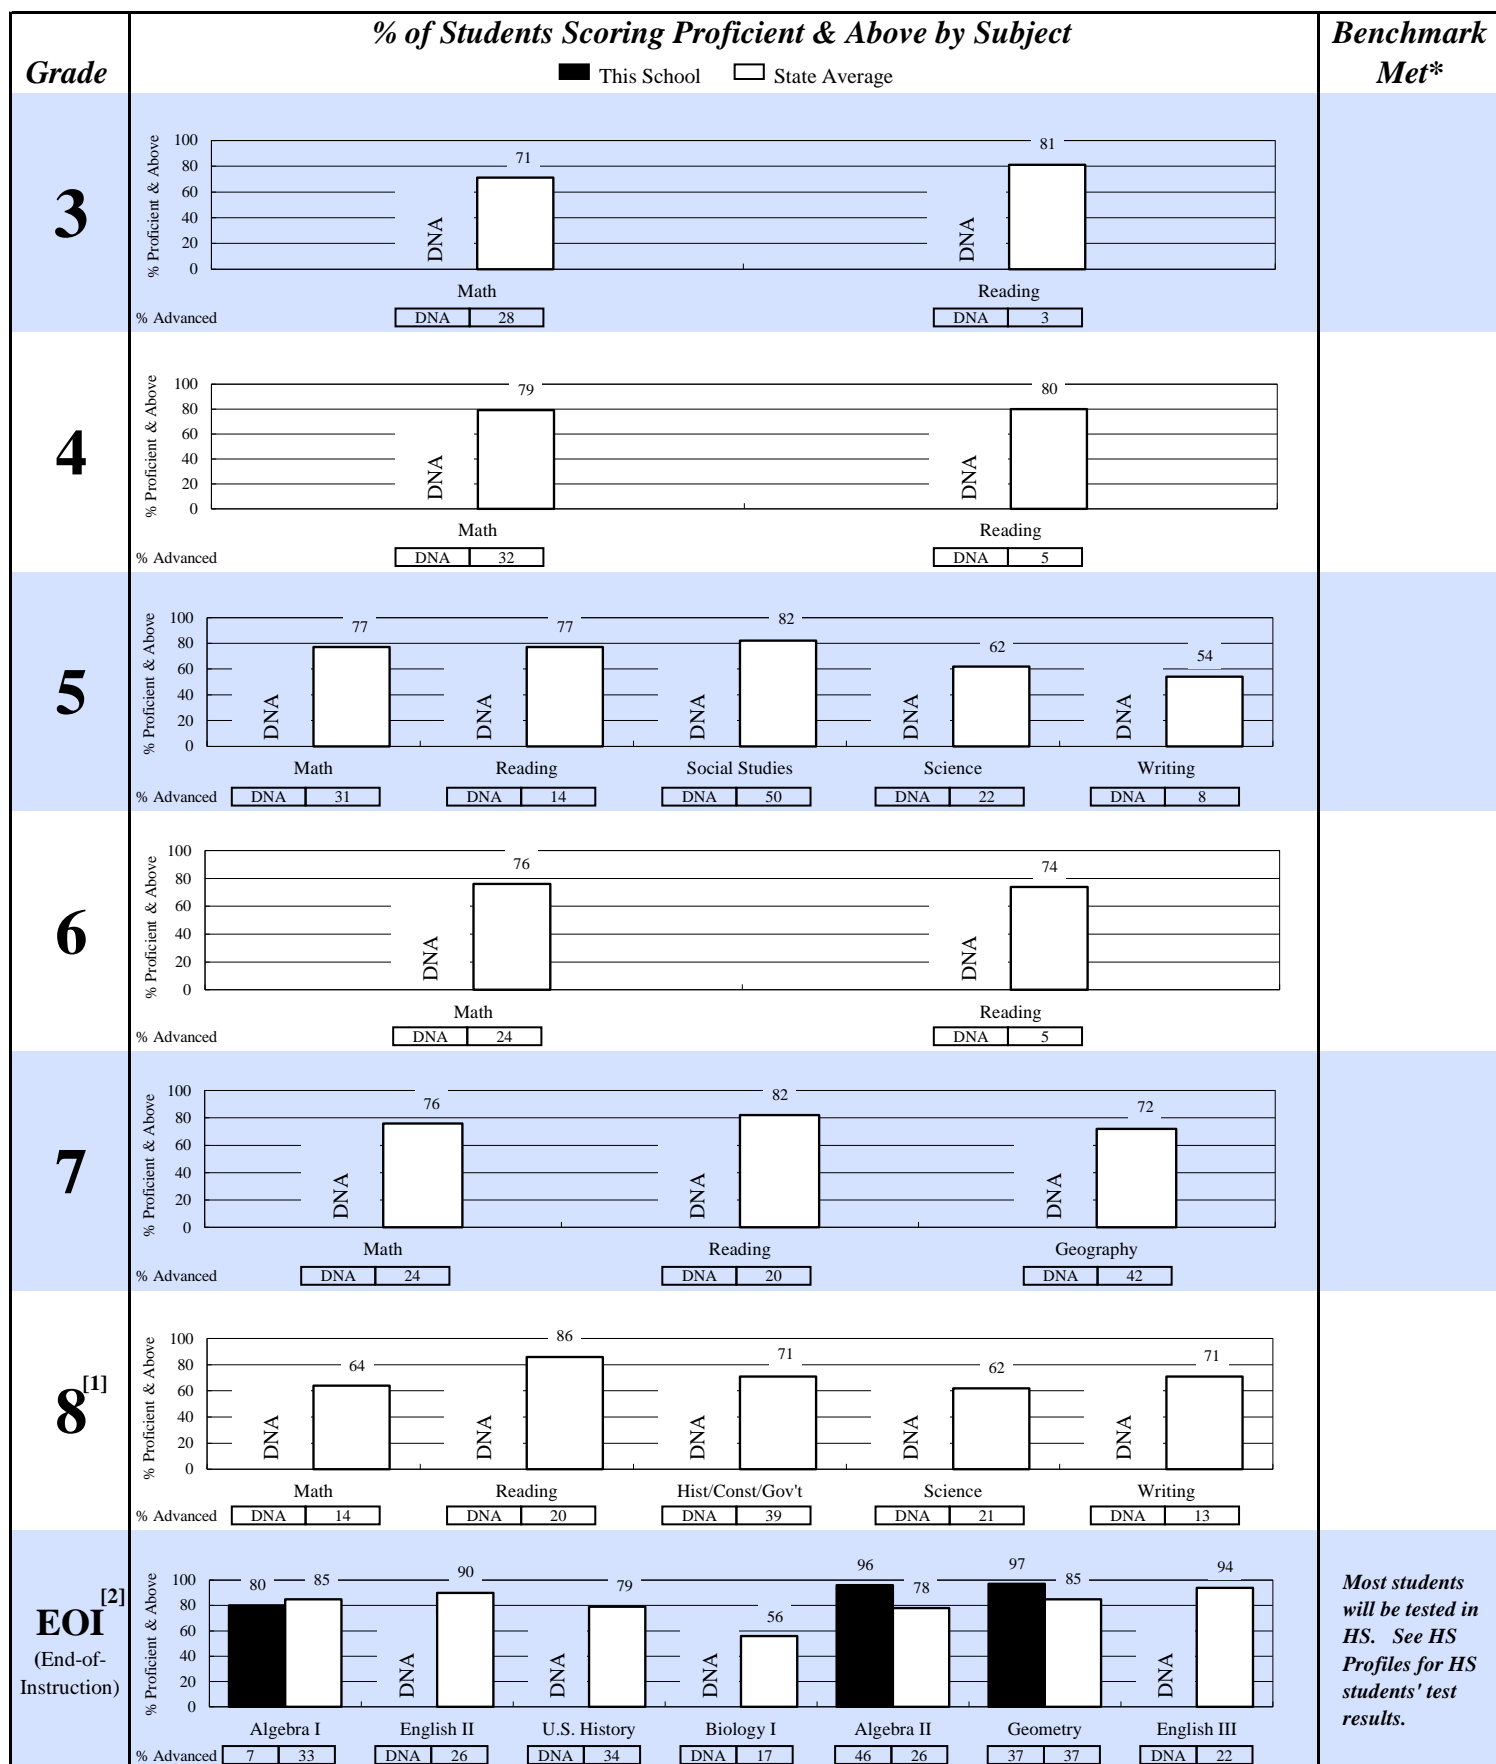 Grade
% of Students Scoring Proficient & Above by Subject
This School State Average
Benchmark
Met*
3
% Proficient & Above
100
80
60
40
20
0
DNA 71
DNA 81
Math Reading
% Advanced DNA 28 DNA 3
4
% Proficient & Above
100
80
60
40
20
0
DNA 79
DNA 80
Math Reading
% Advanced DNA 32 DNA 5
5
% Proficient & Above
100
80
60
40
20
0
DNA 77
DNA 77
DNA 82
DNA 62
DNA 54
Math Reading Social Studies Science Writing
% Advanced DNA 31 DNA 14 DNA 50 DNA 22 DNA 8
6
% Proficient & Above
100
80
60
40
20
0
DNA 76
DNA 74
Math Reading
% Advanced DNA 24 DNA 5
7
% Proficient & Above
100
80
60
40
20
0
DNA 76
DNA 82
DNA 72
Math Reading Geography
% Advanced DNA 24 DNA 20 DNA 42
8[1]
% Proficient & Above
100
80
60
40
20
0
DNA 64
DNA 86
DNA 71
DNA 62
DNA 71
Math Reading Hist/Const/Gov't Science Writing
% Advanced DNA 14 DNA 20 DNA 39 DNA 21 DNA 13
EOI[2]
(End-of-
Instruction)
% Proficient & Above
100
80
60
40
20
0
80 85
DNA 90
DNA 79
DNA 56
96 78
97 85
DNA 94
Algebra I English II U.S. History Biology I Algebra II Geometry English III
% Advanced 7 33 DNA 26 DNA 34 DNA 17 46 26 37 37 DNA 22
Most students
will be tested in
HS. See HS
Profiles for HS
students' test
results.